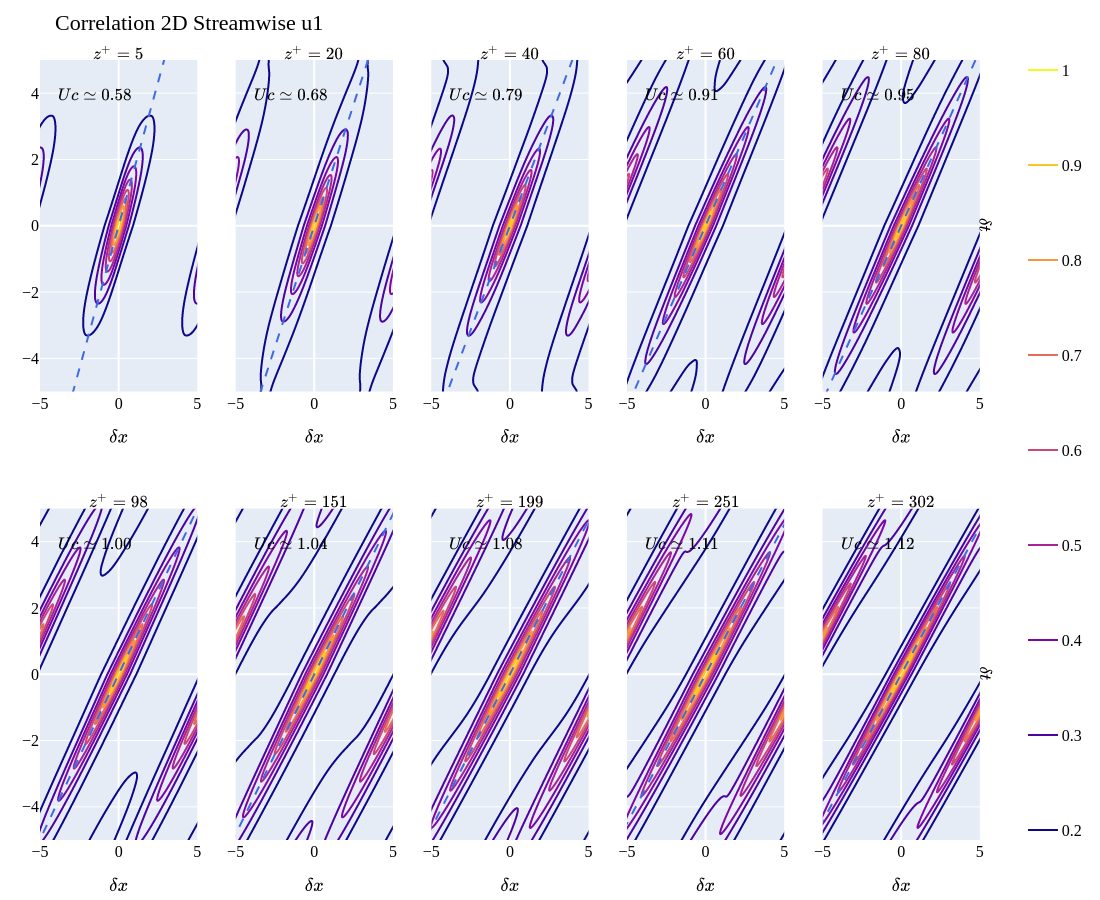 Correlation 2D Streamwise u1
z⁺ = 5 z⁺ = 20 z⁺ = 40 z⁺ = 60 z⁺ = 80
Uc ≃ 0.58 Uc ≃ 0.68 Uc ≃ 0.79 Uc ≃ 0.91 Uc ≃ 0.95
4
2
0
−2
−4
δt
−5 0 5 −5 0 5 −5 0 5 −5 0 5 −5 0 5
δx δx δx δx δx
z⁺ = 98 z⁺ = 151 z⁺ = 199 z⁺ = 251 z⁺ = 302
Uc ≃ 1.00 Uc ≃ 1.04 Uc ≃ 1.08 Uc ≃ 1.11 Uc ≃ 1.12
4
2
0
−2
−4
δt
−5 0 5 −5 0 5 −5 0 5 −5 0 5 −5 0 5
δx δx δx δx δx
1
0.9
0.8
0.7
0.6
0.5
0.4
0.3
0.2